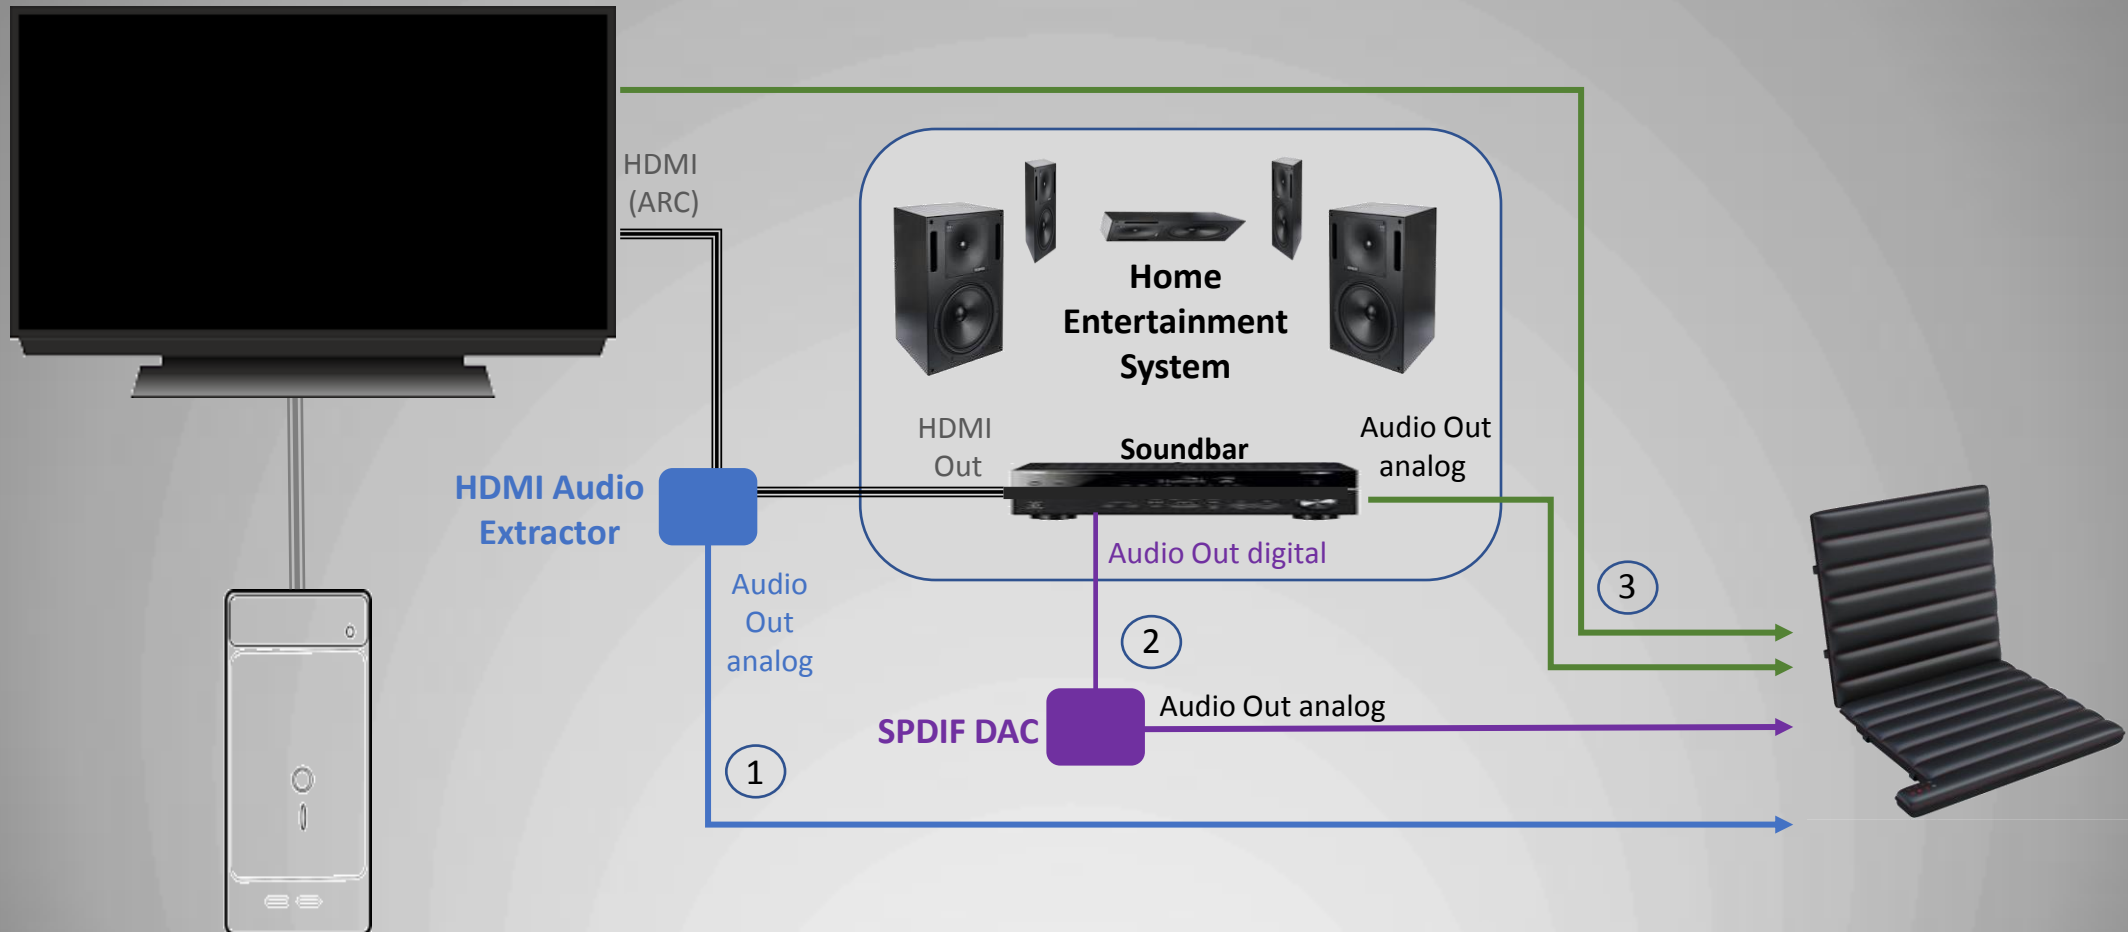 HDMI
(ARC)
Home
Entertainment
System
HDMI
Out
Soundbar
Audio Out
analog
HDMI Audio
Extractor
Audio Out digital
Audio
Out
analog
3
2
Audio Out analog
SPDIF DAC
1